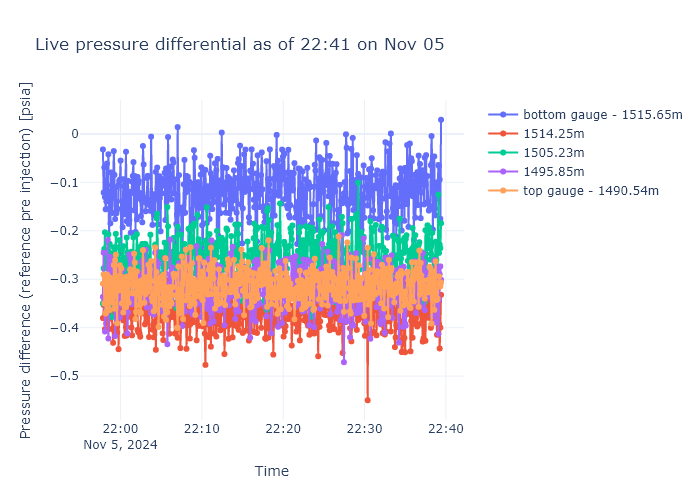 Live pressure differential as of 22:41 on Nov 05
Pressure difference (reference pre injection) [psia]
0
−0.1
−0.2
−0.3
−0.4
−0.5
22:00
Nov 5, 2024
22:10
22:20
22:30
22:40
Time
bottom gauge - 1515.65m
1514.25m
1505.23m
1495.85m
top gauge - 1490.54m